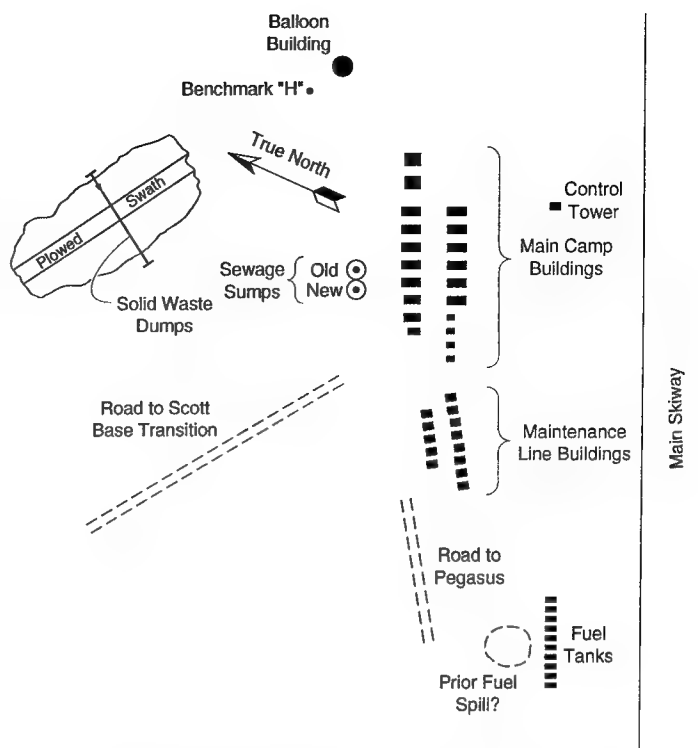 Balloon
Building
Benchmark "H"
True North
Plowed Swath
Control
Tower
Main Camp
Buildings
Sewage
Sumps
Old
New
Solid Waste
Dumps
Road to Scott
Base Transition
Maintenance
Line Buildings
Main Skiway
Road to
Pegasus
Fuel
Tanks
Prior Fuel
Spill?